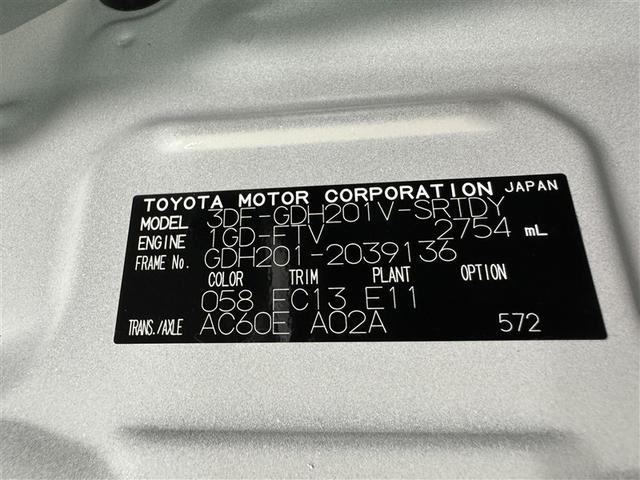 TOYOTA MOTOR CORPORATION JAPAN
MODEL 3DF-GDH201V-SRTDY
ENGINE 1GD-FTV 2754 mL
FRAME No. GDH201-2039136
COLOR TRIM PLANT OPTION
058 FC13 E11
TRANS./AXLE AC60E A02A 572